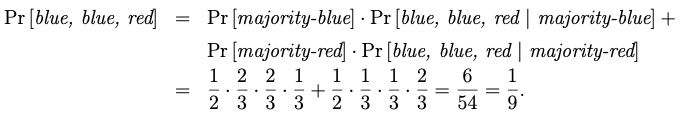 Pr [blue, blue, red] = Pr [majority-blue] · Pr [blue, blue, red | majority-blue] +
Pr [majority-red] · Pr [blue, blue, red | majority-red]
= 1/2 · 2/3 · 2/3 · 1/3 + 1/2 · 1/3 · 1/3 · 2/3 = 6/54 = 1/9.